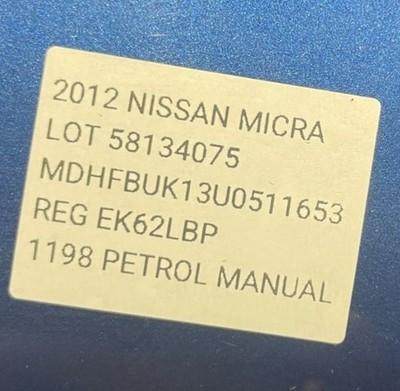 2012 NISSAN MICRA
LOT 58134075
MDHFBUK13U0511653
REG EK62LBP
1198 PETROL MANUAL